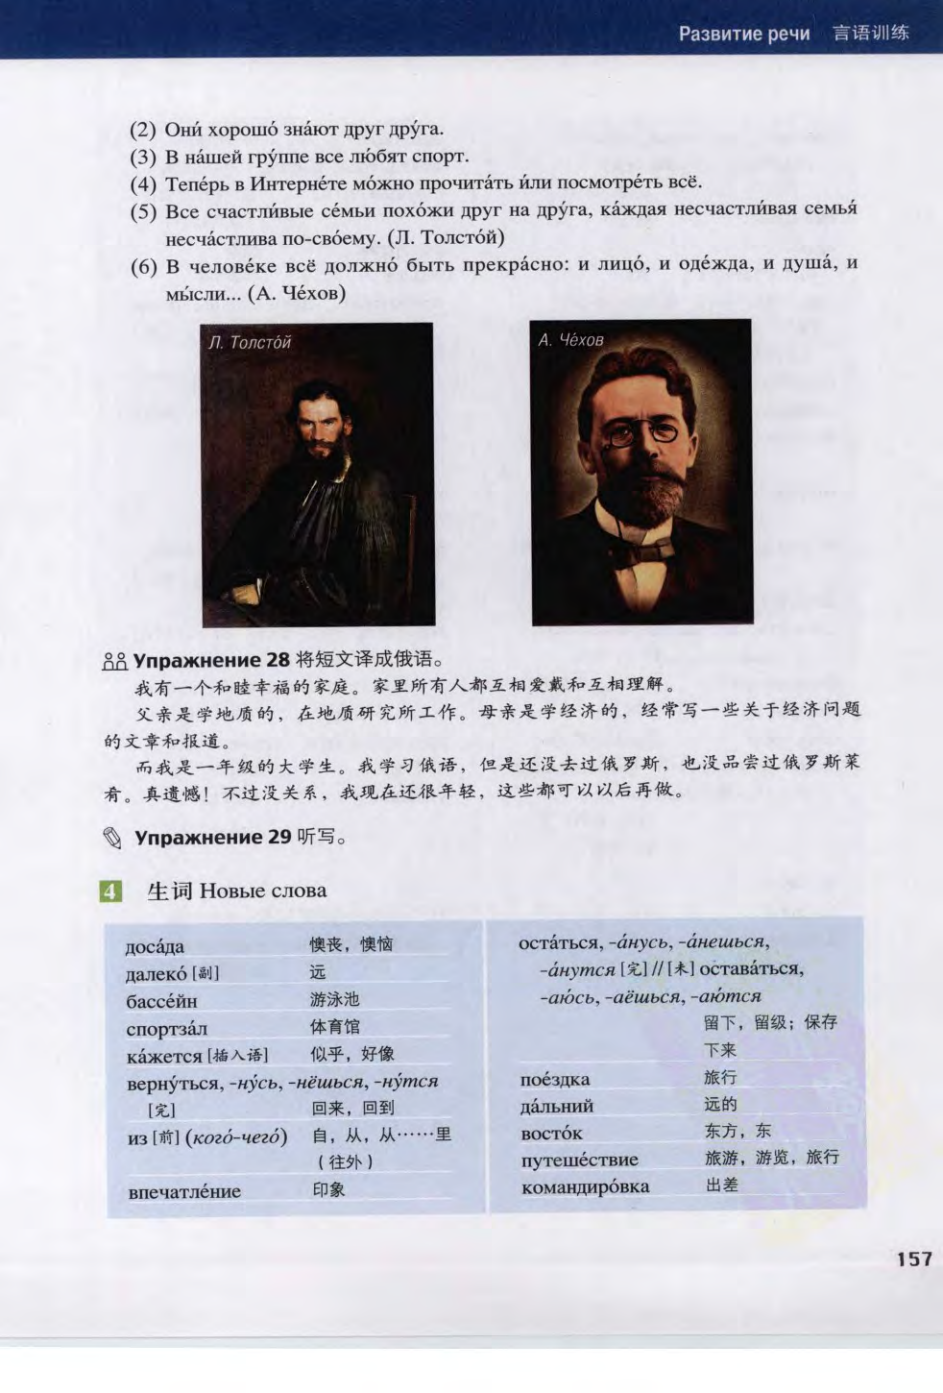 Развитие речи 言语训练
(2) Они́ хорошо́ зна́ют друг дру́га.
(3) В на́шей гру́ппе все лю́бят спорт.
(4) Тепе́рь в Интерне́те мо́жно прочита́ть и́ли посмотре́ть всё.
(5) Все счастли́вые се́мьи похо́жи друг на дру́га, ка́ждая несчастли́вая семья́
несча́стлива по-сво́ему. (Л. Толсто́й)
(6) В челове́ке всё должно́ быть прекра́сно: и лицо́, и оде́жда, и душа́, и
мы́сли... (А. Че́хов)
Л. Толсто́й
А. Че́хов
Упражнение 28 将短文译成俄语。
我有一个和睦幸福的家庭。家里所有人都互相爱戴和互相理解。
父亲是学地质的，在地质研究所工作。母亲是学经济的，经常写一些关于经济问题
的文章和报道。
而我是一年级的大学生。我学习俄语，但是还没去过俄罗斯，也没品尝过俄罗斯菜
肴。真遗憾！不过没关系，我现在还很年轻，这些都可以以后再做。
Упражнение 29 听写。
4 生词 Новые слова
доса́да 懊丧，懊恼
далеко́ [副] 远
бассе́йн 游泳池
спортза́л 体育馆
ка́жется [插入语] 似乎，好像
верну́ться, -ну́сь, -нёшься, -ну́тся
[完] 回来，回到
из [前] (кого́-чего́) 自，从，从……里
（往外）
впечатле́ние 印象
оста́ться, -а́нусь, -а́нешься,
-а́нутся [完] // [未] остава́ться,
-аю́сь, -аёшься, -аю́тся
留下，留级；保存
下来
пое́здка 旅行
да́льний 远的
восто́к 东方，东
путеше́ствие 旅游，游览，旅行
командиро́вка 出差
157